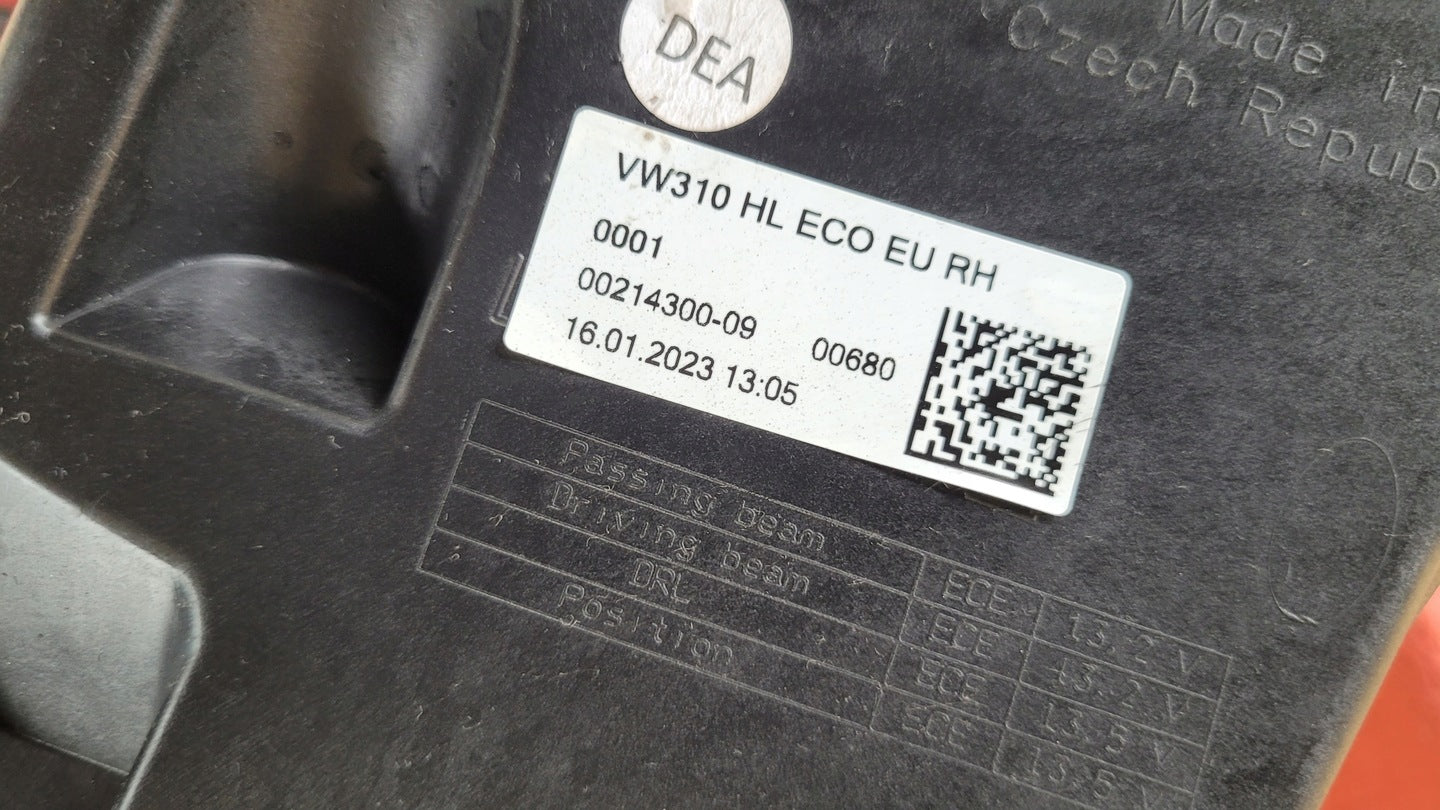 DEA
Made in
Czech Repub
VW310 HL ECO EU RH
0001
00214300-09 00680
16.01.2023 13:05
Passing beam ECE 13,2 V
Driving beam ECE 13,2 V
DRL ECE 13,5 V
Position ECE 13,5 V